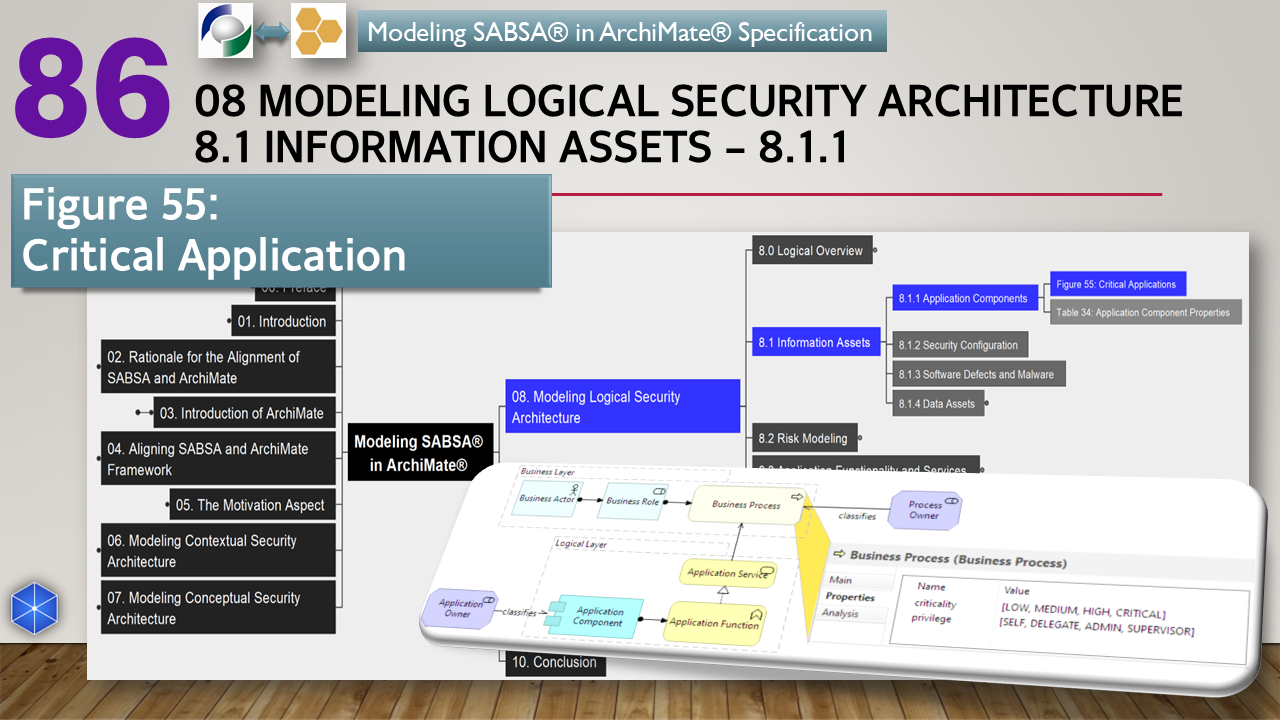 Modeling SABSA® in ArchiMate® Specification
86
08 MODELING LOGICAL SECURITY ARCHITECTURE
8.1 INFORMATION ASSETS – 8.1.1
Figure 55:
Critical Application
00. Preface
01. Introduction
02. Rationale for the Alignment of
SABSA and ArchiMate
03. Introduction of ArchiMate
04. Aligning SABSA and ArchiMate
Framework
05. The Motivation Aspect
06. Modeling Contextual Security
Architecture
07. Modeling Conceptual Security
Architecture
Modeling SABSA®
in ArchiMate®
08. Modeling Logical Security
Architecture
10. Conclusion
8.0 Logical Overview
8.1 Information Assets
8.1.1 Application Components
Figure 55: Critical Applications
Table 34: Application Component Properties
8.1.2 Security Configuration
8.1.3 Software Defects and Malware
8.1.4 Data Assets
8.2 Risk Modeling
8.3 Application Functionality and Services
Business Layer
Business Actor
Business Role
Business Process
classifies
Process
Owner
Logical Layer
Application Service
Application
Owner
classifies
Application
Component
Application Function
Business Process (Business Process)
Main
Properties
Analysis
Name
Value
criticality
[LOW, MEDIUM, HIGH, CRITICAL]
privilege
[SELF, DELEGATE, ADMIN, SUPERVISOR]